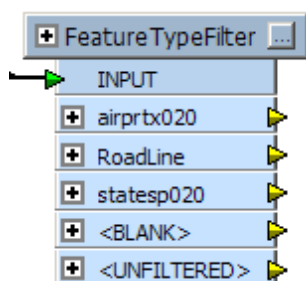 FeatureTypeFilter ...
INPUT
airprtx020
RoadLine
statesp020
<BLANK>
<UNFILTERED>